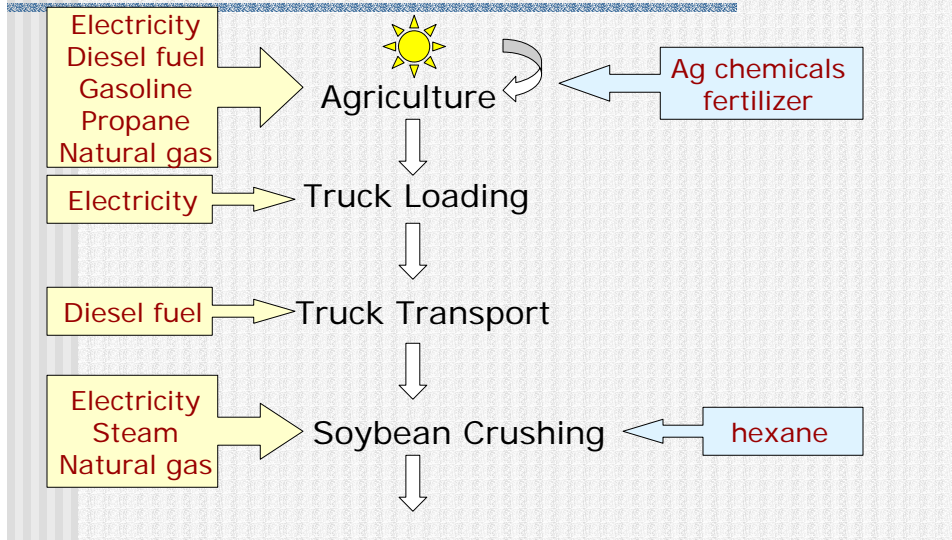 Electricity
Diesel fuel
Gasoline
Propane
Natural gas
Agriculture
Ag chemicals
fertilizer
Electricity
Truck Loading
Diesel fuel
Truck Transport
Electricity
Steam
Natural gas
Soybean Crushing
hexane